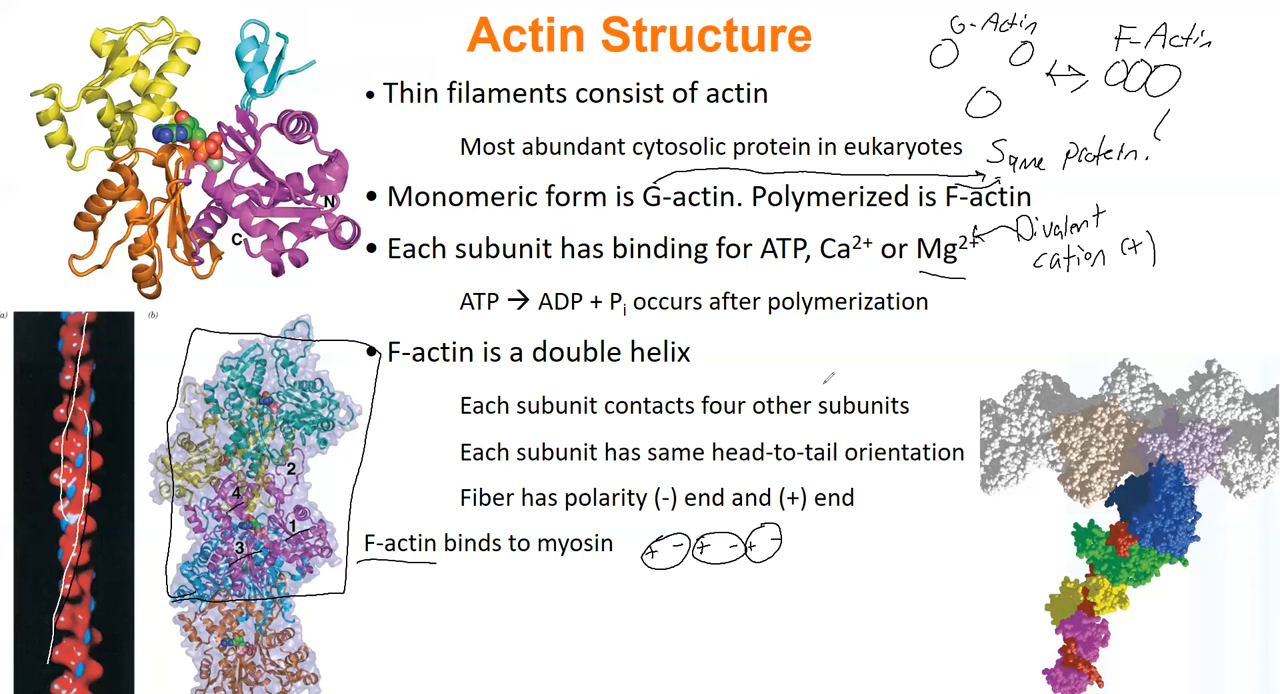 Actin Structure
G-Actin
F-Actin
• Thin filaments consist of actin
Most abundant cytosolic protein in eukaryotes
Same protein.
• Monomeric form is G-actin. Polymerized is F-actin
• Each subunit has binding for ATP, Ca²⁺ or Mg²⁺
Divalent
cation (+)
ATP → ADP + Pᵢ occurs after polymerization
• F-actin is a double helix
Each subunit contacts four other subunits
Each subunit has same head-to-tail orientation
Fiber has polarity (-) end and (+) end
F-actin binds to myosin
+ - + - + -
N
C
a)
(b)
2
4
1
3